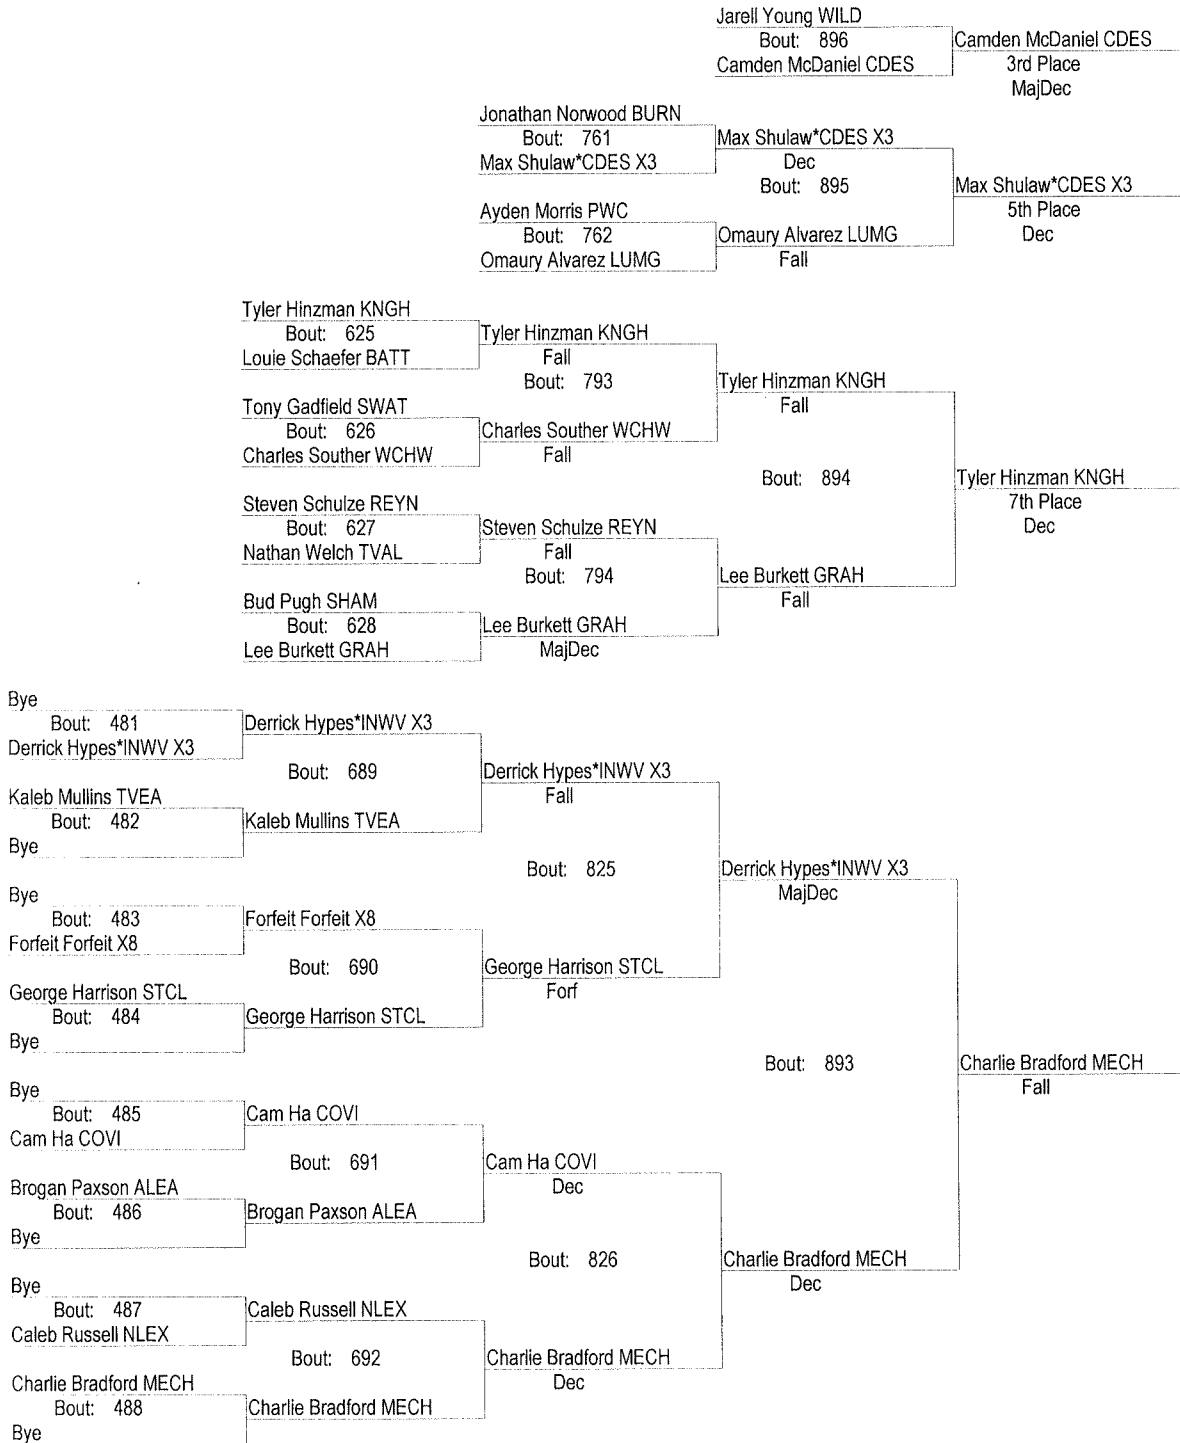 Jarell Young WILD
Bout: 896
Camden McDaniel CDES
Camden McDaniel CDES
3rd Place
MajDec
Jonathan Norwood BURN
Bout: 761
Max Shulaw*CDES X3
Max Shulaw*CDES X3
Dec
Bout: 895
Max Shulaw*CDES X3
5th Place
Dec
Ayden Morris PWC
Bout: 762
Omaury Alvarez LUMG
Omaury Alvarez LUMG
Fall
Tyler Hinzman KNGH
Bout: 625
Louie Schaefer BATT
Tyler Hinzman KNGH
Fall
Bout: 793
Tyler Hinzman KNGH
Fall
Tony Gadfield SWAT
Bout: 626
Charles Souther WCHW
Charles Souther WCHW
Fall
Bout: 894
Tyler Hinzman KNGH
7th Place
Dec
Steven Schulze REYN
Bout: 627
Nathan Welch TVAL
Steven Schulze REYN
Fall
Bout: 794
Lee Burkett GRAH
Fall
Bud Pugh SHAM
Bout: 628
Lee Burkett GRAH
Lee Burkett GRAH
MajDec
Bye
Bout: 481
Derrick Hypes*INWV X3
Derrick Hypes*INWV X3
Bout: 689
Derrick Hypes*INWV X3
Fall
Kaleb Mullins TVEA
Bout: 482
Bye
Kaleb Mullins TVEA
Bout: 825
Derrick Hypes*INWV X3
MajDec
Bye
Bout: 483
Forfeit Forfeit X8
Forfeit Forfeit X8
Bout: 690
George Harrison STCL
Forf
George Harrison STCL
Bout: 484
Bye
George Harrison STCL
Bout: 893
Charlie Bradford MECH
Fall
Bye
Bout: 485
Cam Ha COVI
Cam Ha COVI
Bout: 691
Cam Ha COVI
Dec
Brogan Paxson ALEA
Bout: 486
Bye
Brogan Paxson ALEA
Bout: 826
Charlie Bradford MECH
Dec
Bye
Bout: 487
Caleb Russell NLEX
Caleb Russell NLEX
Bout: 692
Charlie Bradford MECH
Dec
Charlie Bradford MECH
Bout: 488
Bye
Charlie Bradford MECH